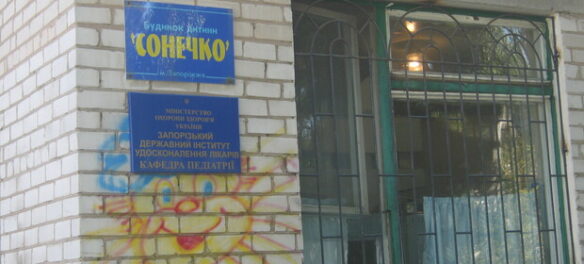 Будинок дитини
'СОНЕЧКО'
м.Запоріжжя
МІНІСТЕРСТВО
ОХОРОНИ ЗДОРОВ'Я
УКРАЇНИ
ЗАПОРІЗЬКИЙ
ДЕРЖАВНИЙ ІНСТИТУТ
УДОСКОНАЛЕННЯ ЛІКАРІВ
КАФЕДРА ПЕДІАТРІЇ